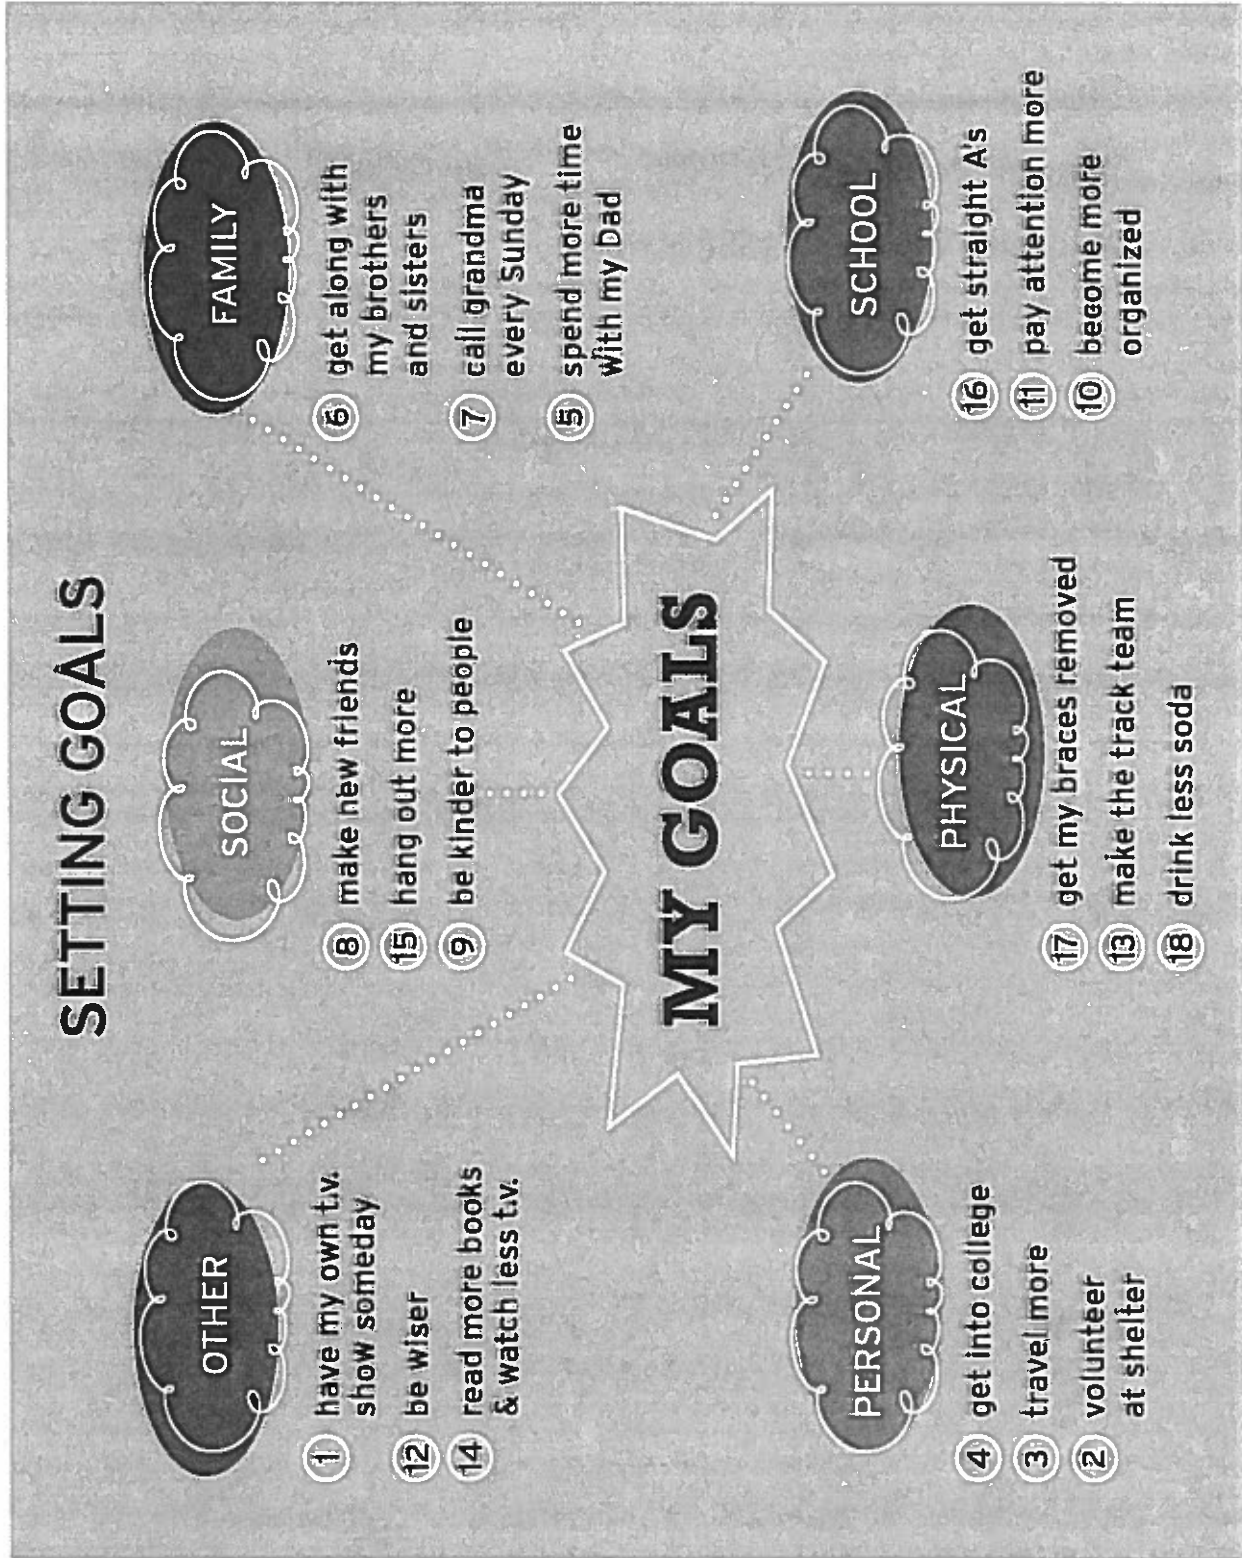 SETTING GOALS
OTHER
1 have my own t.v.
show someday
12 be wiser
14 read more books
& watch less t.v.
SOCIAL
8 make new friends
15 hang out more
9 be kinder to people
FAMILY
6 get along with
my brothers
and sisters
7 call grandma
every Sunday
5 spend more time
with my Dad
MY GOALS
PERSONAL
4 get into college
3 travel more
2 volunteer
at shelter
PHYSICAL
17 get my braces removed
13 make the track team
18 drink less soda
SCHOOL
16 get straight A's
11 pay attention more
10 become more
organized